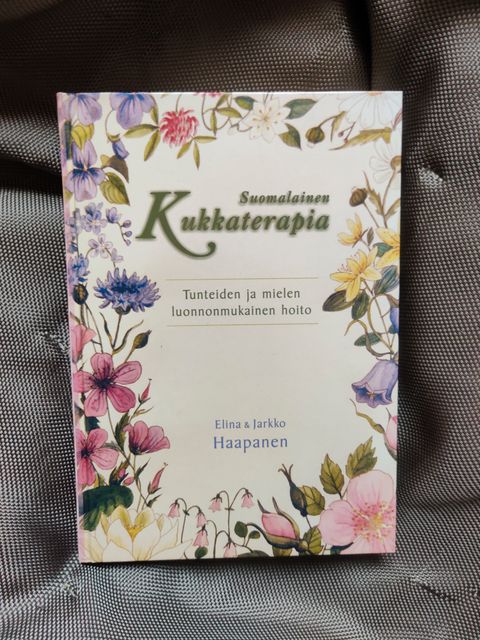 Suomalainen
Kukkaterapia
Tunteiden ja mielen
luonnonmukainen hoito
Elina & Jarkko
Haapanen